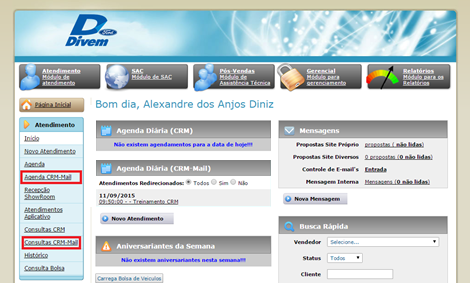 Divem
Ford
Atendimento
Módulo de
atendimento
SAC
Módulo de SAC
Pós-Vendas
Módulo de
Assistência Técnica
Gerencial
Módulo para
gerenciamento
Relatórios
Módulo para os
Relatórios
Página Inicial
Bom dia, Alexandre dos Anjos Diniz
Atendimento
Início
Novo Atendimento
Agenda
Agenda CRM-Mail
Recepção
ShowRoom
Atendimentos
Aplicativo
Consultas CRM
Consultas CRM-Mail
Histórico
Consulta Bolsa
Agenda Diária (CRM)
Não existem agendamentos para a data de hoje!!!
Agenda Diária (CRM-Mail)
Atendimentos Redirecionados: Todos Sim Não
11/09/2015
09:50:00 - - Treinamento CRM
Novo Atendimento
Aniversariantes da Semana
Não existem aniversariantes nesta semana!!!
Carrega Bolsa de Veiculos
Mensagens
Propostas Site Próprio propostas ( não lidas)
Propostas Site Diversos 0 propostas (0 não lidas)
Controle de E-mail's Entrada
Mensagem Interna Mensagens (0 não lidas)
Nova Mensagem
Busca Rápida
Vendedor Selecione...
Status Todos
Cliente